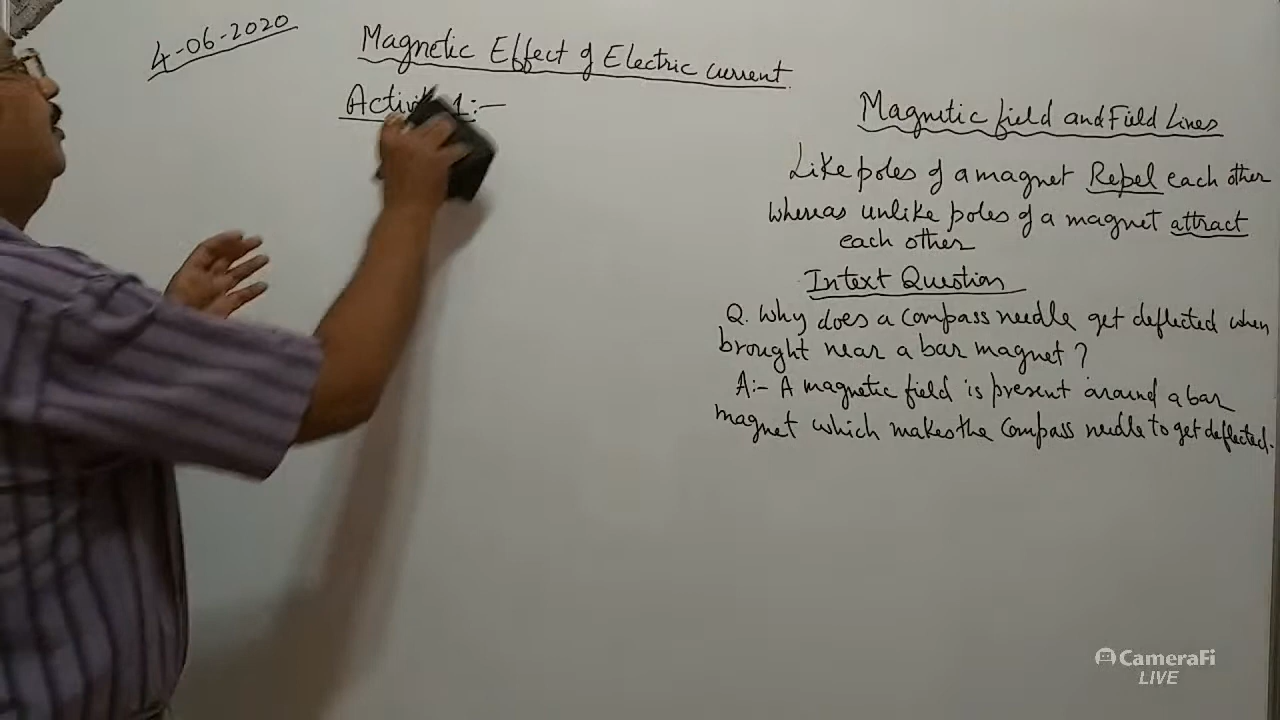 4-06-2020
Magnetic Effect of Electric current.
Activit 1:-
Magnetic field and Field Lines
Like poles of a magnet Repel each other
whereas unlike poles of a magnet attract
each other
Intext Question
Q. Why does a compass needle get deflected when
brought near a bar magnet?
A:- A magnetic field is present around a bar
magnet which makes the compass needle to get deflected.
CameraFi
LIVE